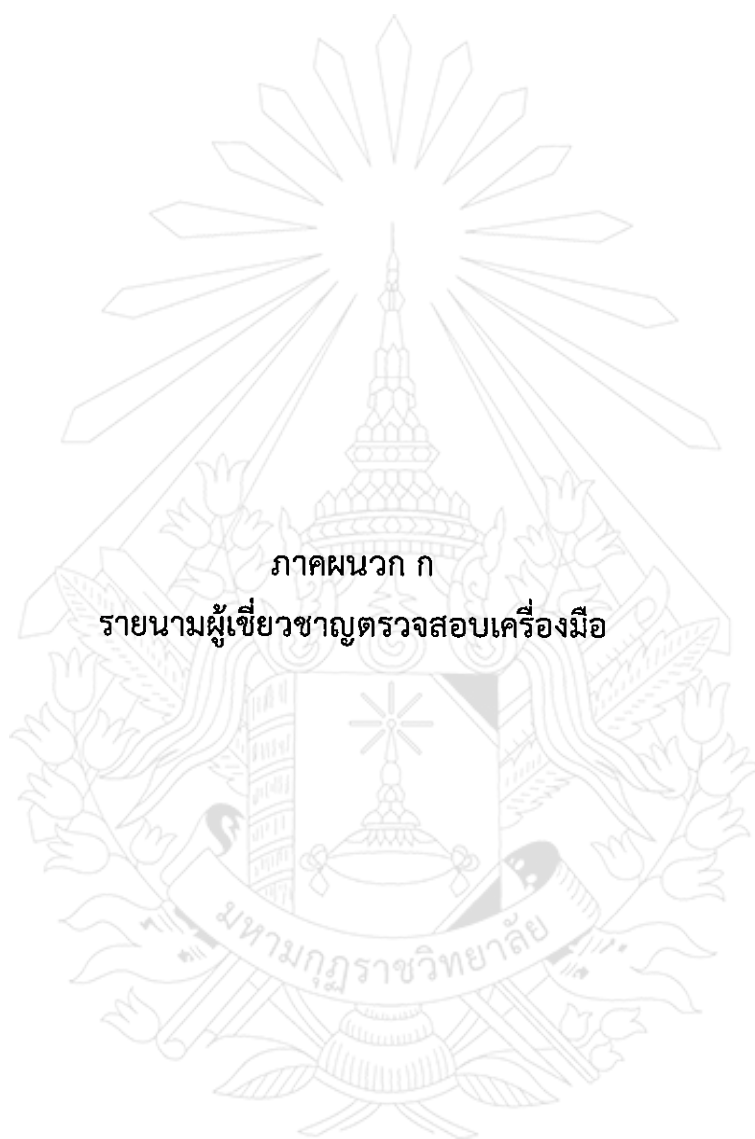 ภาคผนวก ก
รายนามผู้เชี่ยวชาญตรวจสอบเครื่องมือ
มหามกุฏราชวิทยาลัย